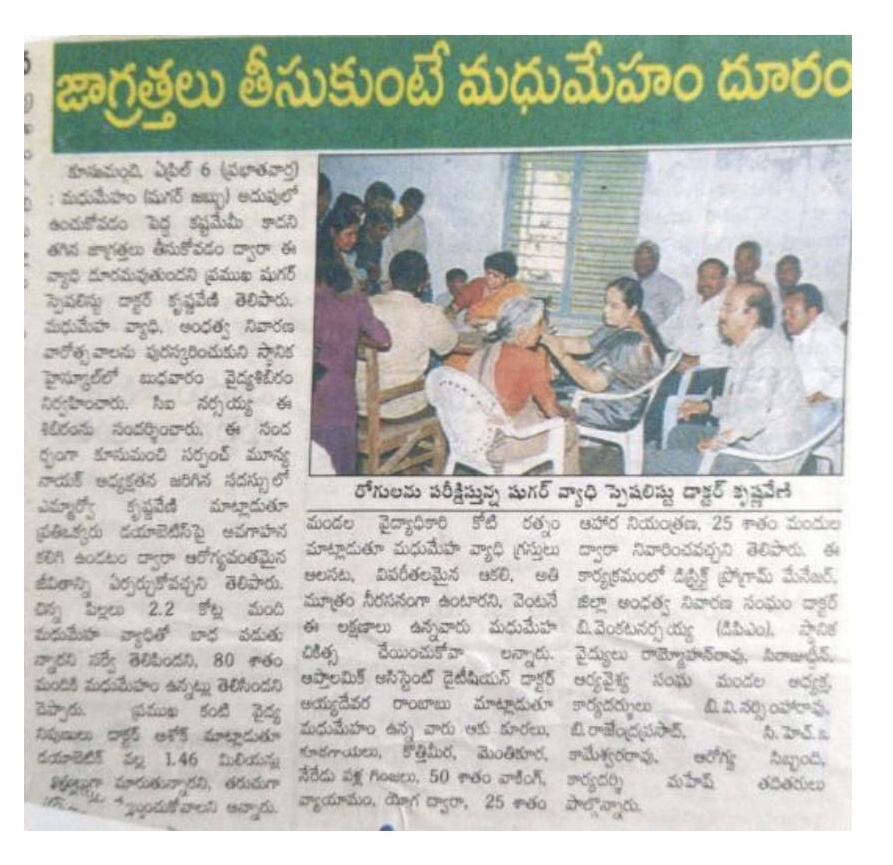 జాగ్రత్తలు తీసుకుంటే మధుమేహం దూరం
కూసుమంచి, ఏప్రిల్ 6 (ప్రభాతవార్త)
: మధుమేహం (షుగర్ జబ్బు) అదుపులో
ఉంచుకోవడం పెద్ద కష్టమేమీ కాదని
తగిన జాగ్రత్తలు తీసుకోవడం ద్వారా ఈ
వ్యాధి దూరమవుతుందని ప్రముఖ షుగర్
స్పెషలిస్టు డాక్టర్ కృష్ణవేణి తెలిపారు.
మధుమేహ వ్యాధి, అంధత్వ నివారణ
వారోత్సవాలను పురస్కరించుకుని స్థానిక
హైస్కూల్‌లో బుధవారం వైద్యశిబిరం
నిర్వహించారు. సిఐ నర్సయ్య ఈ
శిబిరంను సందర్శించారు. ఈ సంద
ర్భంగా కూసుమంచి సర్పంచ్ మూన్య
నాయక్ అధ్యక్షతన జరిగిన సదస్సులో
ఎమ్మార్వో కృష్ణవేణి మాట్లాడుతూ
ప్రతిఒక్కరు డయాబెటిస్‌పై అవగాహన
కలిగి ఉండటం ద్వారా ఆరోగ్యవంతమైన
జీవితాన్ని ఏర్పర్చుకోవచ్చని తెలిపారు.
చిన్న పిల్లలు 2.2 కోట్ల మంది
మధుమేహ వ్యాధితో బాధ పడుతు
న్నారని సర్వే తెలిపిందని, 80 శాతం
మందికి మధుమేహం ఉన్నట్లు తెలిసిందని
చెప్పారు. ప్రముఖ కంటి వైద్య
నిపుణులు డాక్టర్ అశోక్ మాట్లాడుతూ
డయాబెటిక్ వల్ల 1.46 మిలియన్లు
మారుతున్నారని, తరుచుగా
అన్నారు.
రోగులను పరీక్షిస్తున్న షుగర్ వ్యాధి స్పెషలిస్టు డాక్టర్ కృష్ణవేణి
మండల వైద్యాధికారి కోటి రత్నం
మాట్లాడుతూ మధుమేహ వ్యాధి గ్రస్తులు
అలసట, విపరీతమైన ఆకలి, అతి
మూత్రం నీరసనంగా ఉంటారని, వెంటనే
ఈ లక్షణాలు ఉన్నవారు మధుమేహ
చికిత్స చేయించుకోవా లన్నారు.
ఆప్తాలమిక్ అసిస్టెంట్ డైటీషియన్ డాక్టర్
అయ్యదేవర రాంబాబు మాట్లాడుతూ
మధుమేహం ఉన్న వారు ఆకు కూరలు,
కూరగాయలు, కొత్తిమీర, మెంతికూర,
నేరేడు పళ్ల గింజలు, 50 శాతం వాకింగ్,
వ్యాయామం, యోగ ద్వారా, 25 శాతం
ఆహార నియంత్రణ, 25 శాతం మందుల
ద్వారా నివారించవచ్చని తెలిపారు. ఈ
కార్యక్రమంలో డిస్ట్రిక్ట్ ప్రోగ్రామ్ మేనేజర్,
జిల్లా అంధత్వ నివారణ సంఘం డాక్టర్
బి.వెంకటనర్సయ్య (డిపిఎం), స్థానిక
వైద్యులు రామ్మోహన్‌రావు, సిరాజుద్దీన్,
ఆర్యవైశ్య సంఘ మండల అధ్యక్ష,
కార్యదర్శులు బి.వి.నర్సింహారావు,
బి.రాజేంద్రప్రసాద్, సి.హెచ్.ఓ
కామేశ్వరరావు, ఆరోగ్య సిబ్బంది,
కార్యదర్శి మహేష్ తదితరులు
పాల్గొన్నారు.